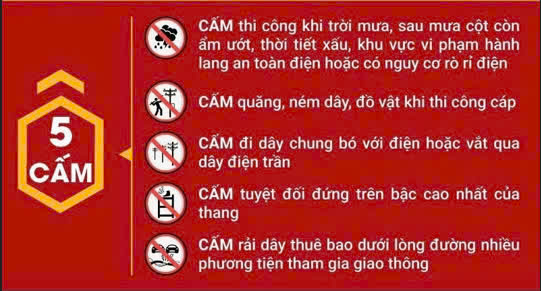 5
CẤM
CẤM thi công khi trời mưa, sau mưa cột còn
ẩm ướt, thời tiết xấu, khu vực vi phạm hành
lang an toàn điện hoặc có nguy cơ rò rỉ điện
CẤM quăng, ném dây, đồ vật khi thi công cáp
CẤM đi dây chung bó với điện hoặc vắt qua
dây điện trần
CẤM tuyệt đối đứng trên bậc cao nhất của
thang
CẤM rải dây thuê bao dưới lòng đường nhiều
phương tiện tham gia giao thông